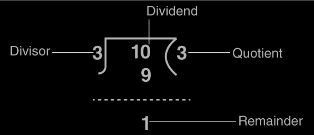 Dividend
Divisor 3 10 3 Quotient
9
1 Remainder